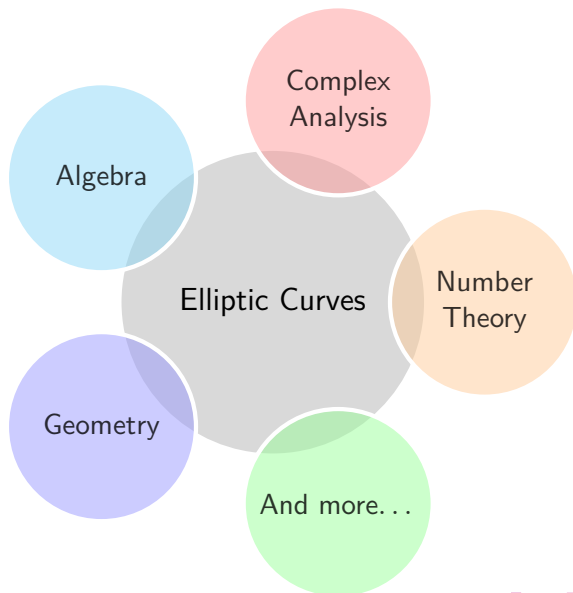 Complex
Analysis
Algebra
Number
Theory
Elliptic Curves
Geometry
And more...